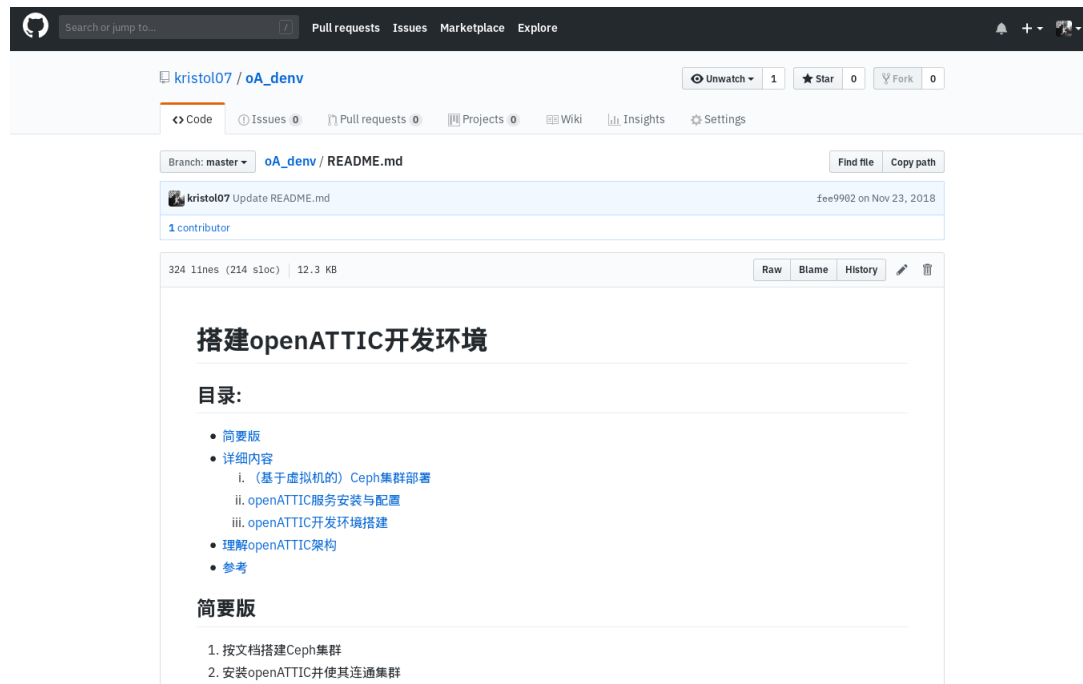 Search or jump to... / Pull requests Issues Marketplace Explore
kristol07 / oA_denv Unwatch 1 Star 0 Fork 0
Code Issues 0 Pull requests 0 Projects 0 Wiki Insights Settings
Branch: master oA_denv / README.md Find file Copy path
kristol07 Update README.md fee9902 on Nov 23, 2018
1 contributor
324 lines (214 sloc) 12.3 KB Raw Blame History
搭建openATTIC开发环境
目录:
• 简要版
• 详细内容
i. （基于虚拟机的）Ceph集群部署
ii. openATTIC服务安装与配置
iii. openATTIC开发环境搭建
• 理解openATTIC架构
• 参考
简要版
1. 按文档搭建Ceph集群
2. 安装openATTIC并使其连通集群